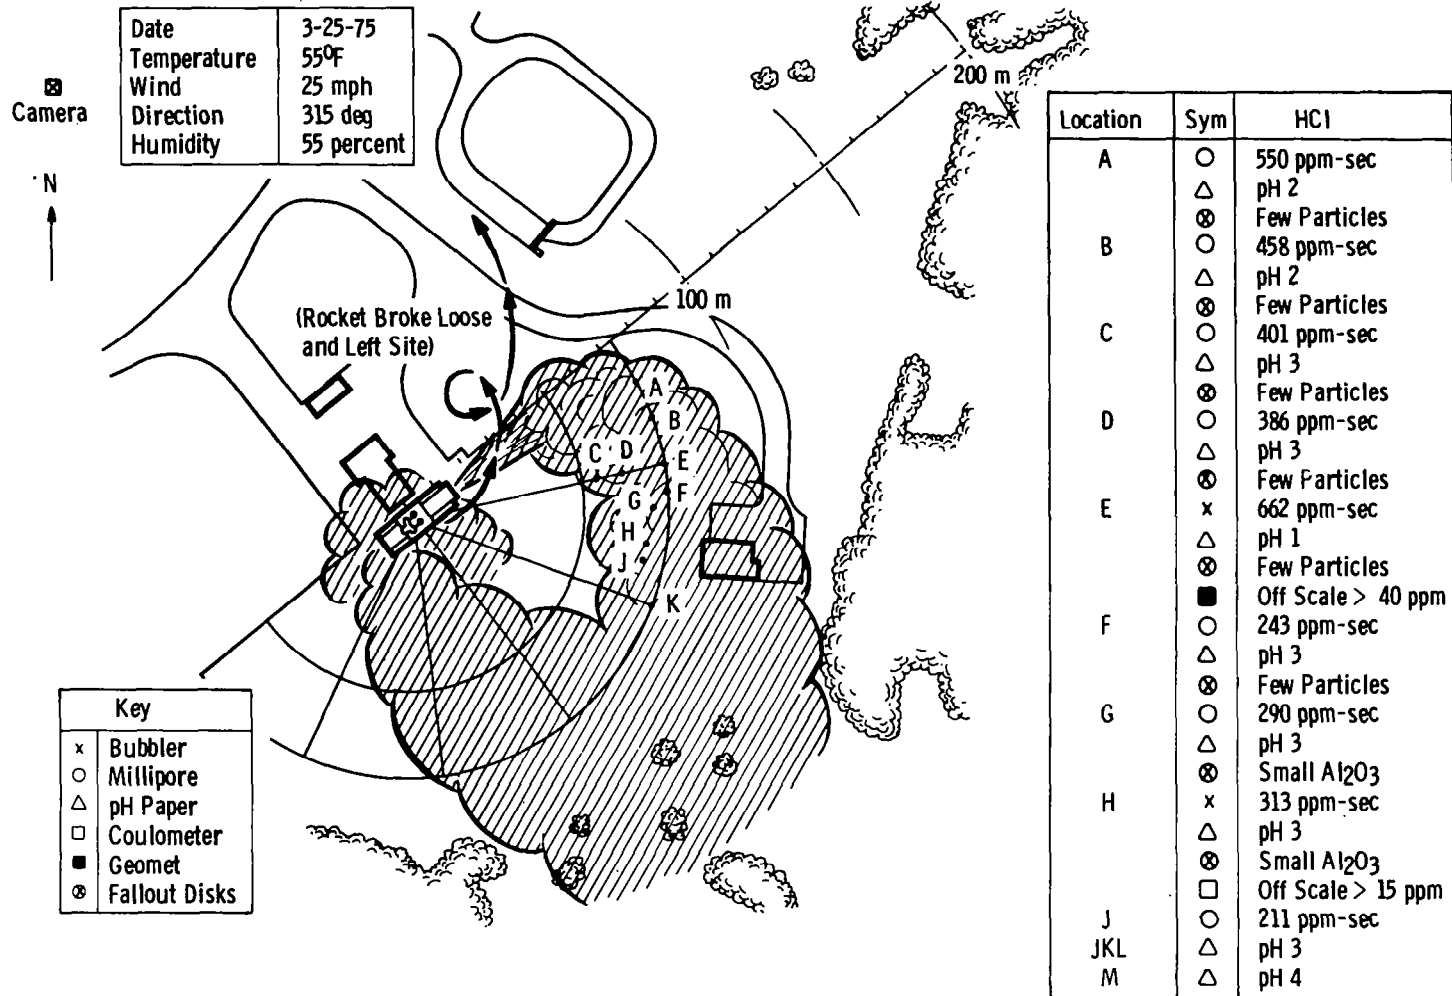 Date 3-25-75
Temperature 55ºF
Wind 25 mph
Direction 315 deg
Humidity 55 percent
Camera
N
200 m
100 m
(Rocket Broke Loose
and Left Site)
A
B
C D E
G F
H
J
K
Key
x Bubbler
○ Millipore
△ pH Paper
□ Coulometer
■ Geomet
⊗ Fallout Disks
Location Sym HCl
A ○ 550 ppm-sec
△ pH 2
⊗ Few Particles
B ○ 458 ppm-sec
△ pH 2
⊗ Few Particles
C ○ 401 ppm-sec
△ pH 3
⊗ Few Particles
D ○ 386 ppm-sec
△ pH 3
⊗ Few Particles
E x 662 ppm-sec
△ pH 1
⊗ Few Particles
■ Off Scale > 40 ppm
F ○ 243 ppm-sec
△ pH 3
⊗ Few Particles
G ○ 290 ppm-sec
△ pH 3
⊗ Small Al2O3
H x 313 ppm-sec
△ pH 3
⊗ Small Al2O3
□ Off Scale > 15 ppm
J ○ 211 ppm-sec
JKL △ pH 3
M △ pH 4